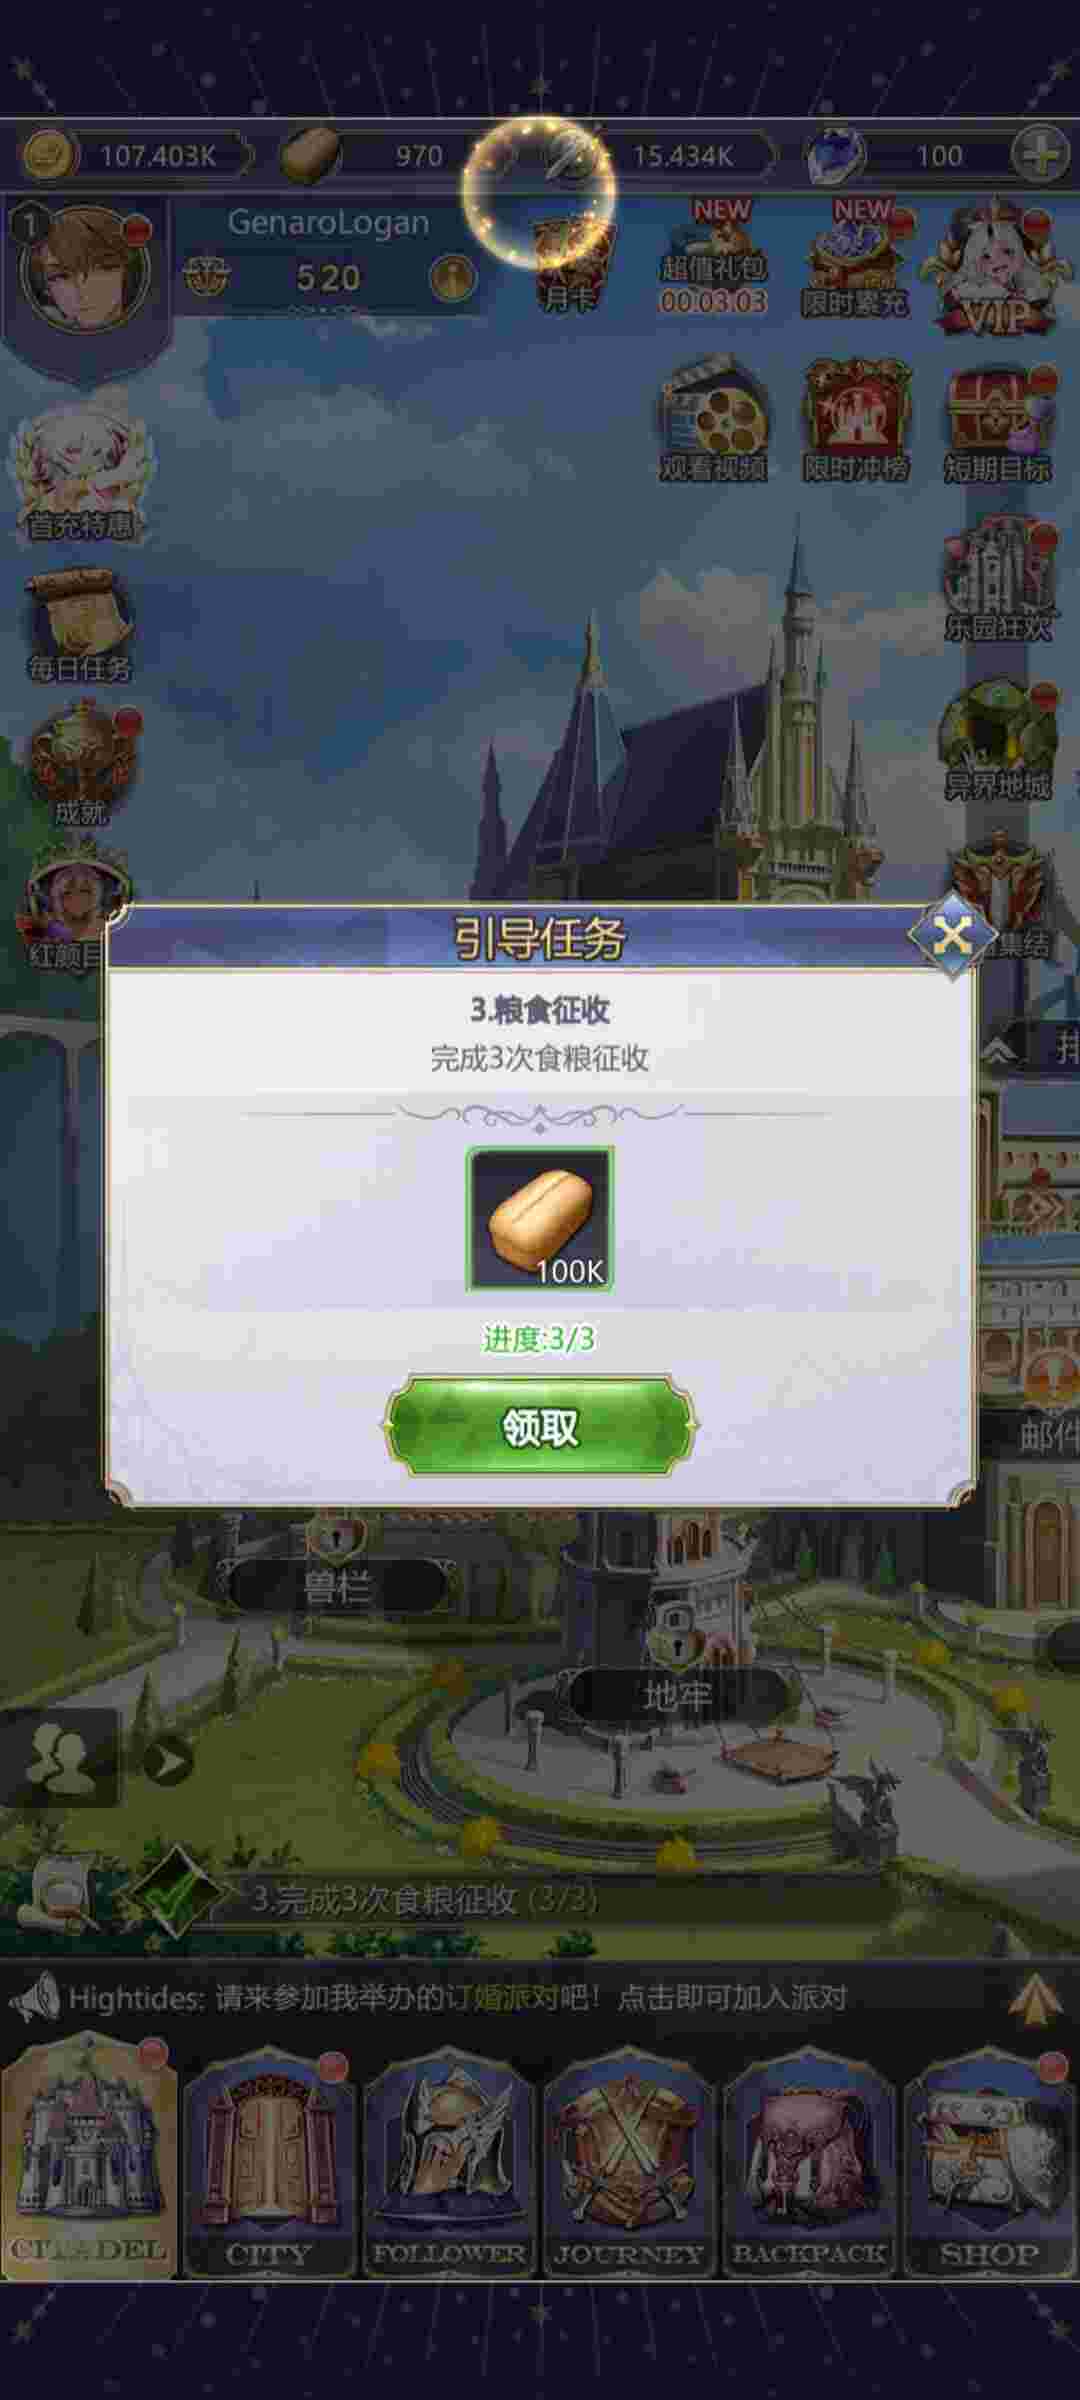 107.403K
970
15.434K
100
1
GenaroLogan
520
月卡
NEW
超值礼包
00:03:03
NEW
限时累充
VIP
观看视频
限时冲榜
短期目标
首充特惠
乐园狂欢
每日任务
异界地城
成就
红颜目
集结
引导任务
3.粮食征收
完成3次食粮征收
100K
进度:3/3
领取
邮件
兽栏
地牢
3.完成3次食粮征收 (3/3)
Hightides: 请来参加我举办的订婚派对吧！点击即可加入派对
CITADEL
CITY
FOLLOWER
JOURNEY
BACKPACK
SHOP